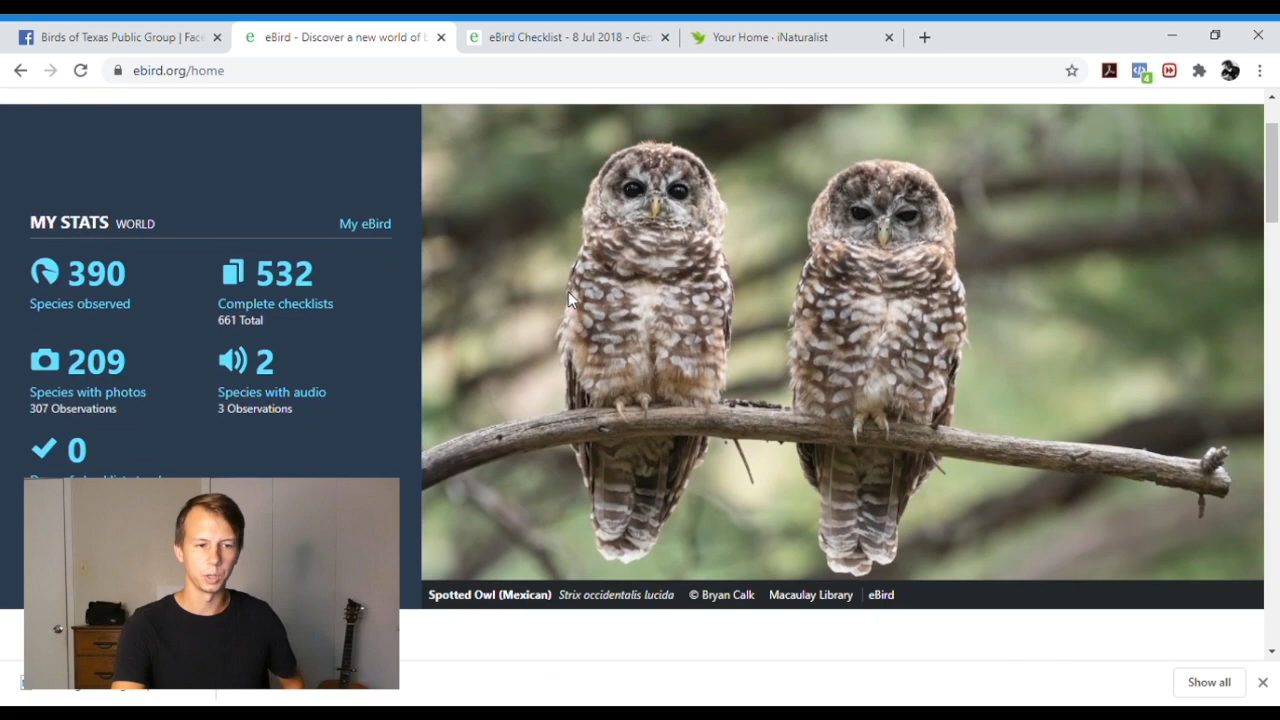 Birds of Texas Public Group | Face
eBird - Discover a new world of b
eBird Checklist - 8 Jul 2018 - Geo
Your Home · iNaturalist
ebird.org/home
4
MY STATS WORLD
My eBird
390
Species observed
532
Complete checklists
661 Total
209
Species with photos
307 Observations
2
Species with audio
3 Observations
0
Spotted Owl (Mexican) Strix occidentalis lucida © Bryan Calk Macaulay Library eBird
Show all